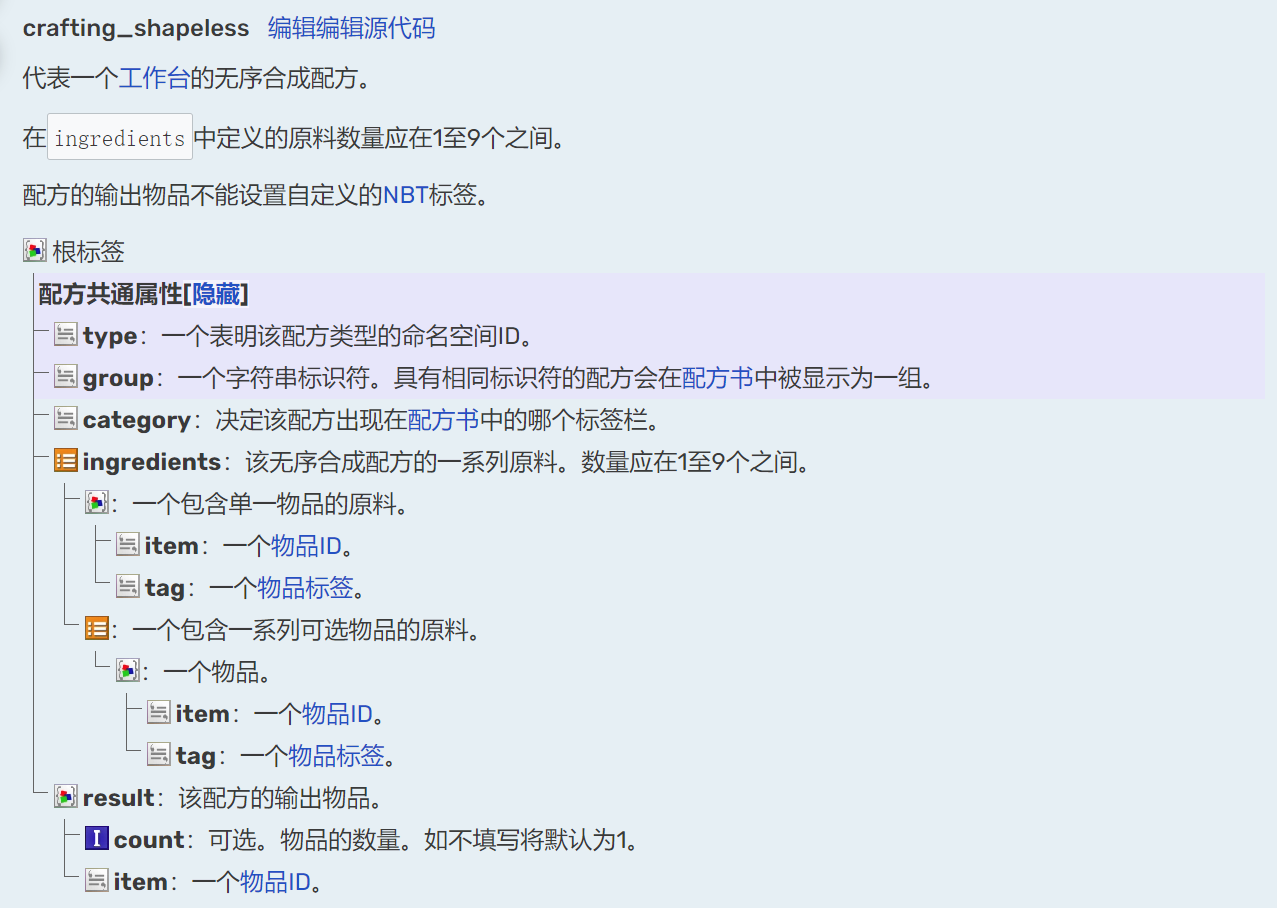 crafting_shapeless 编辑编辑源代码
代表一个工作台的无序合成配方。
在ingredients中定义的原料数量应在1至9个之间。
配方的输出物品不能设置自定义的NBT标签。
根标签
配方共通属性[隐藏]
type：一个表明该配方类型的命名空间ID。
group：一个字符串标识符。具有相同标识符的配方会在配方书中被显示为一组。
category：决定该配方出现在配方书中的哪个标签栏。
ingredients：该无序合成配方的一系列原料。数量应在1至9个之间。
：一个包含单一物品的原料。
item：一个物品ID。
tag：一个物品标签。
：一个包含一系列可选物品的原料。
：一个物品。
item：一个物品ID。
tag：一个物品标签。
result：该配方的输出物品。
count：可选。物品的数量。如不填写将默认为1。
item：一个物品ID。